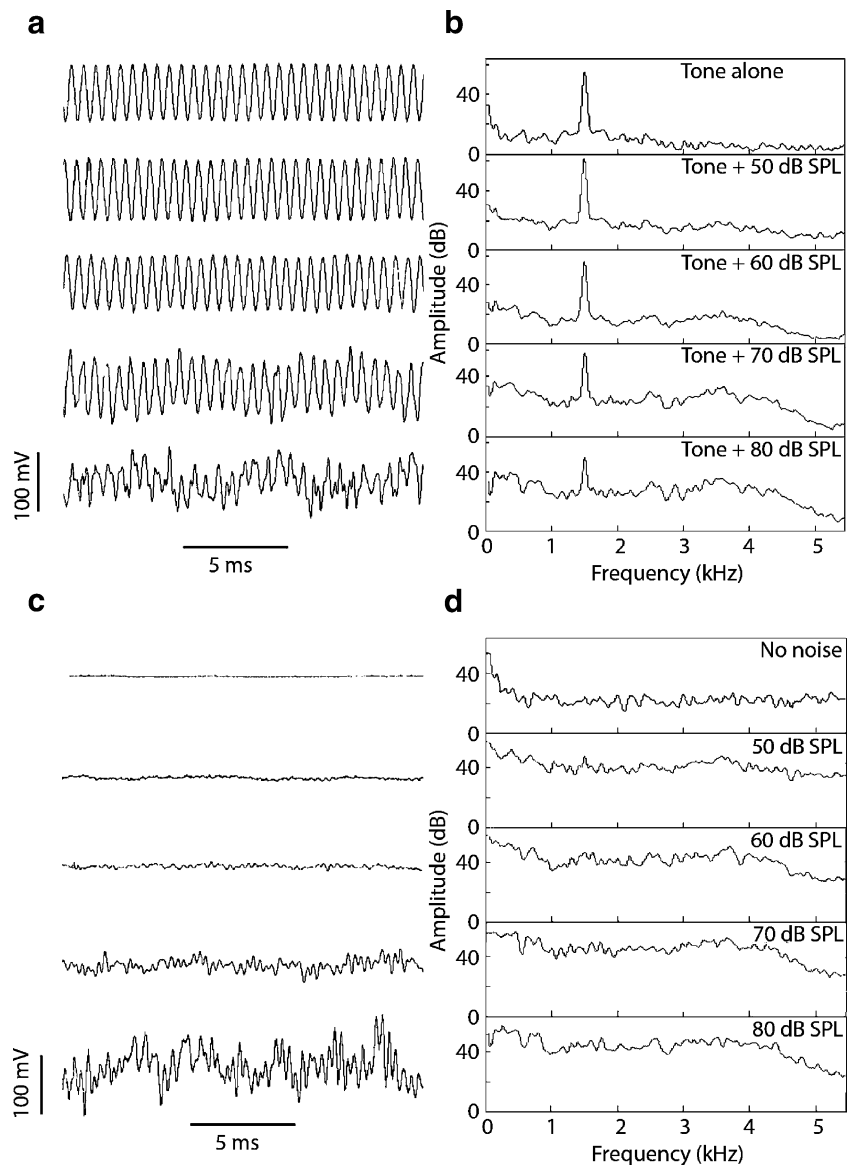 a
100 mV
5 ms
b
Amplitude (dB)
Tone alone
40
0
Tone + 50 dB SPL
40
0
Tone + 60 dB SPL
40
0
Tone + 70 dB SPL
40
0
Tone + 80 dB SPL
40
0
0 1 2 3 4 5
Frequency (kHz)
c
100 mV
5 ms
d
Amplitude (dB)
No noise
40
0
50 dB SPL
40
0
60 dB SPL
40
0
70 dB SPL
40
0
80 dB SPL
40
0
0 1 2 3 4 5
Frequency (kHz)